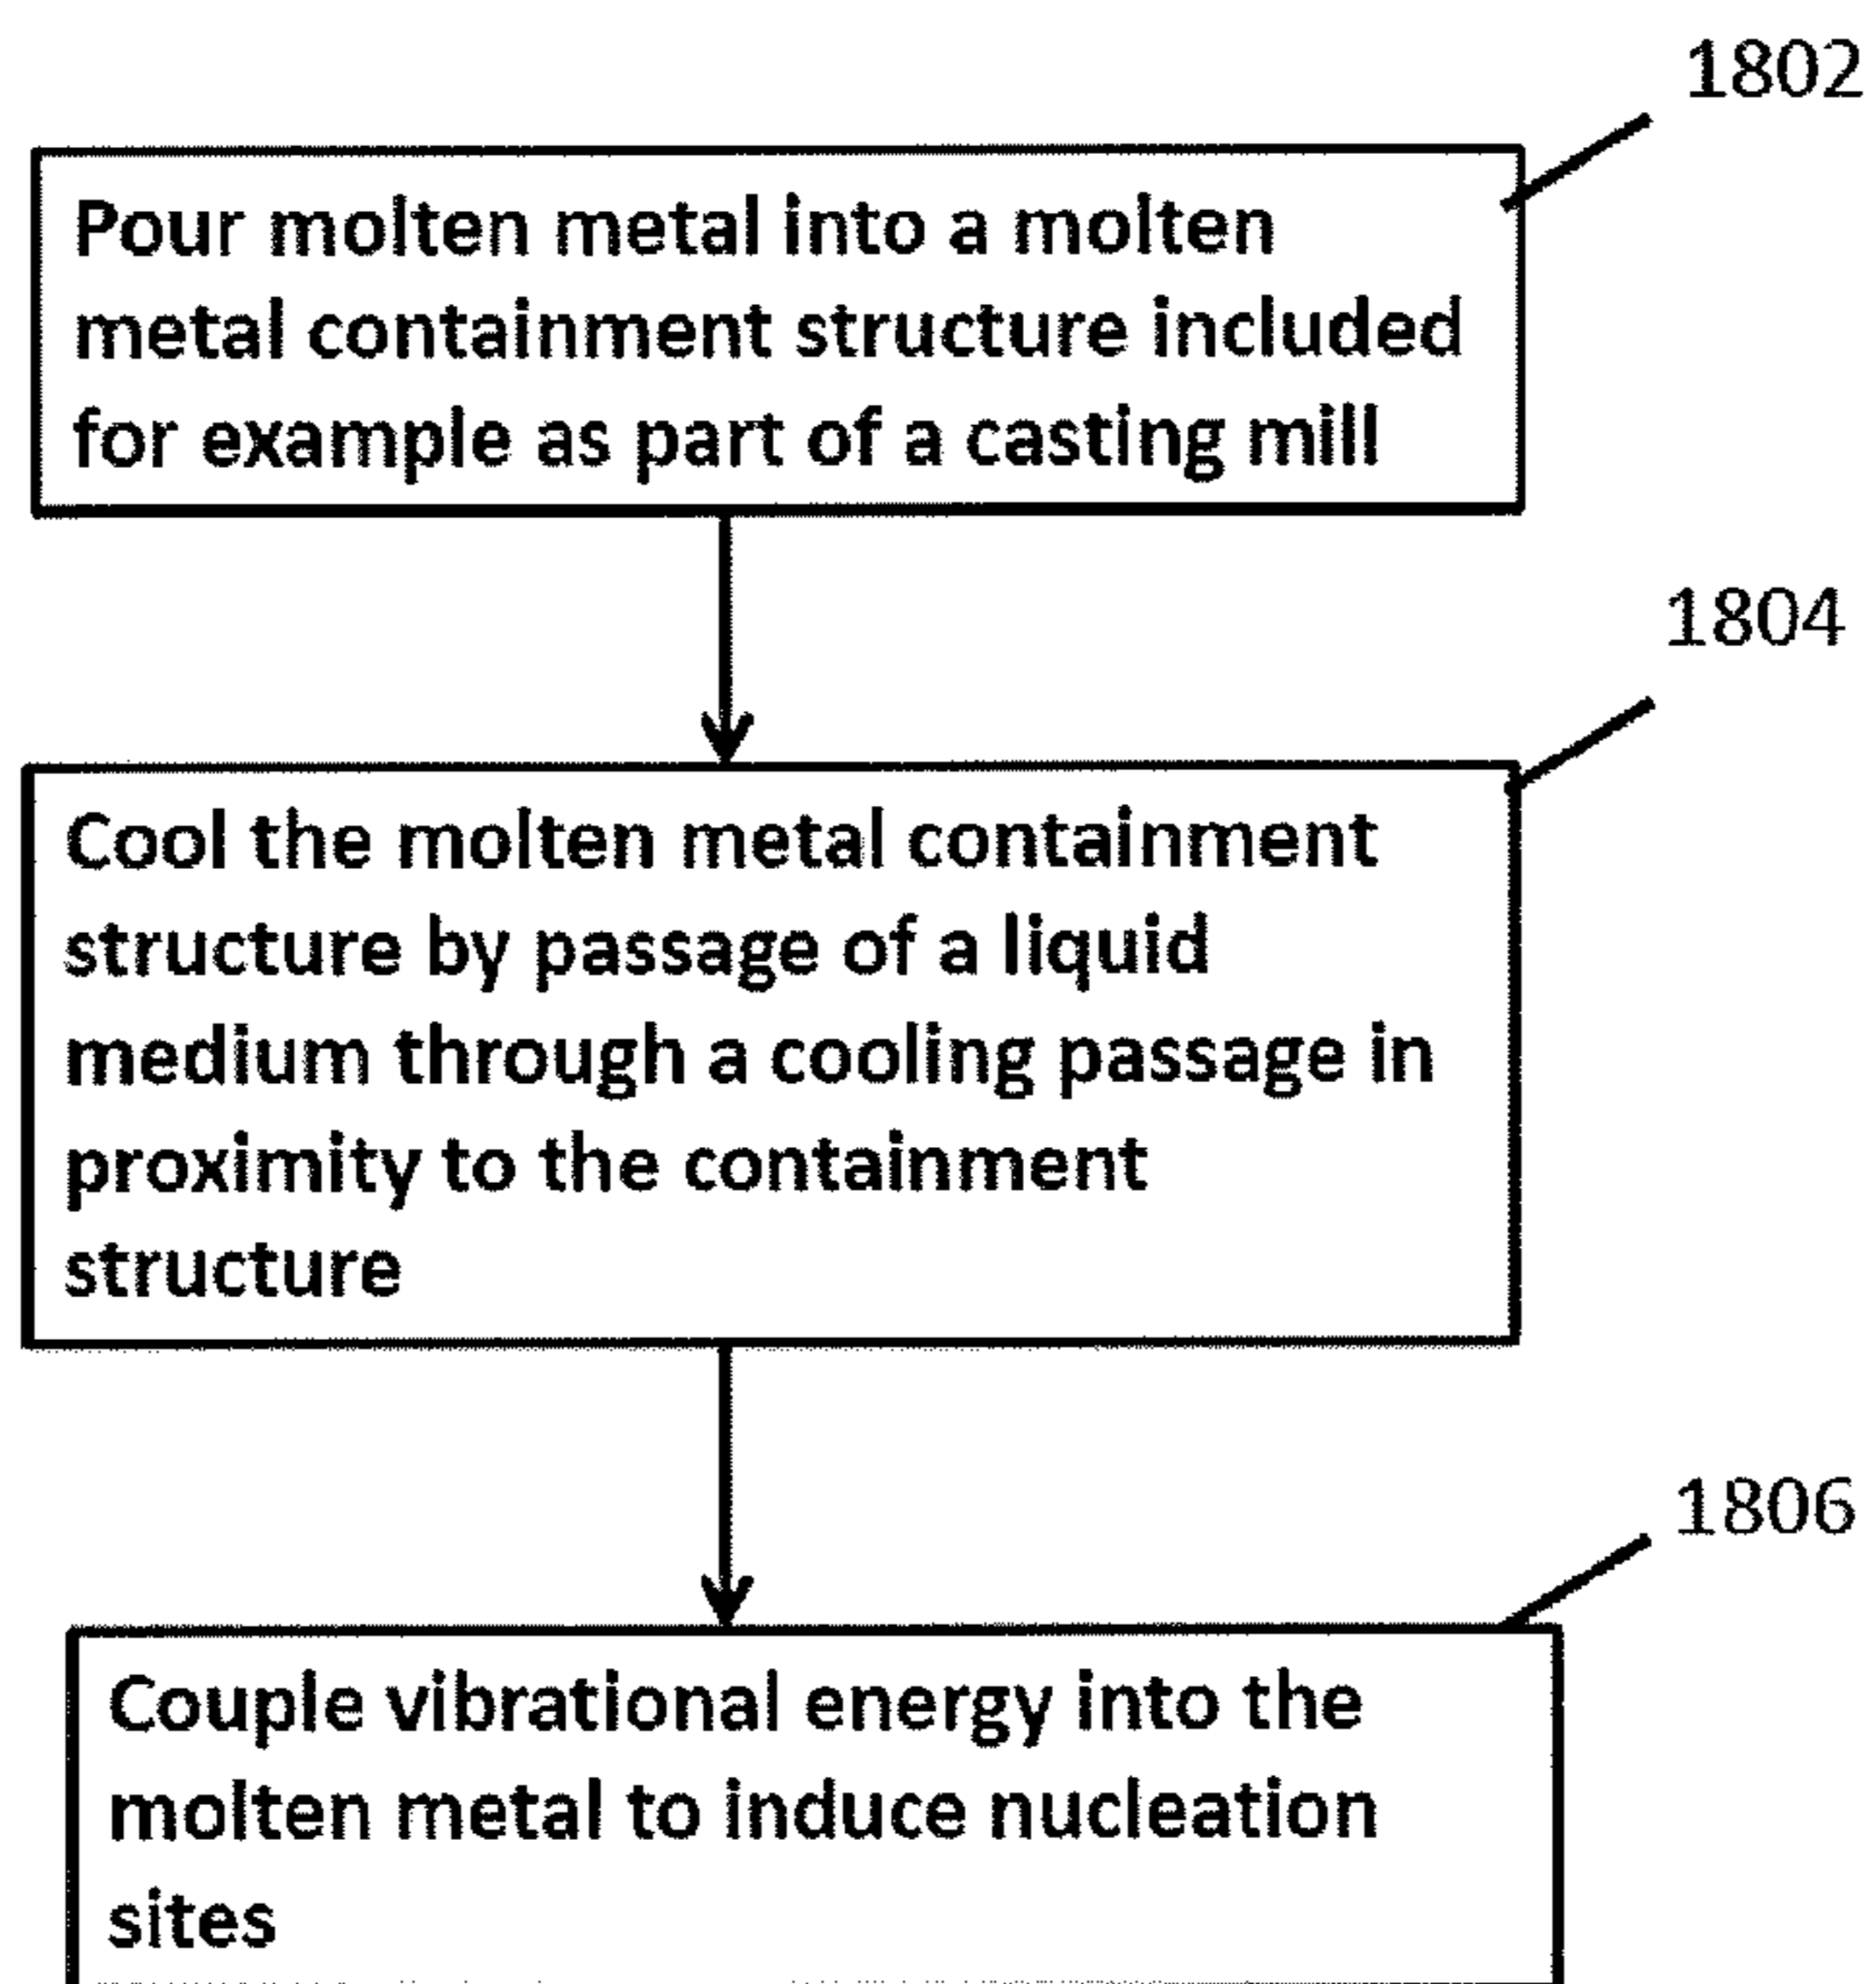 1802
Pour molten metal into a molten
metal containment structure included
for example as part of a casting mill
1804
Cool the molten metal containment
structure by passage of a liquid
medium through a cooling passage in
proximity to the containment
structure
1806
Couple vibrational energy into the
molten metal to induce nucleation
sites